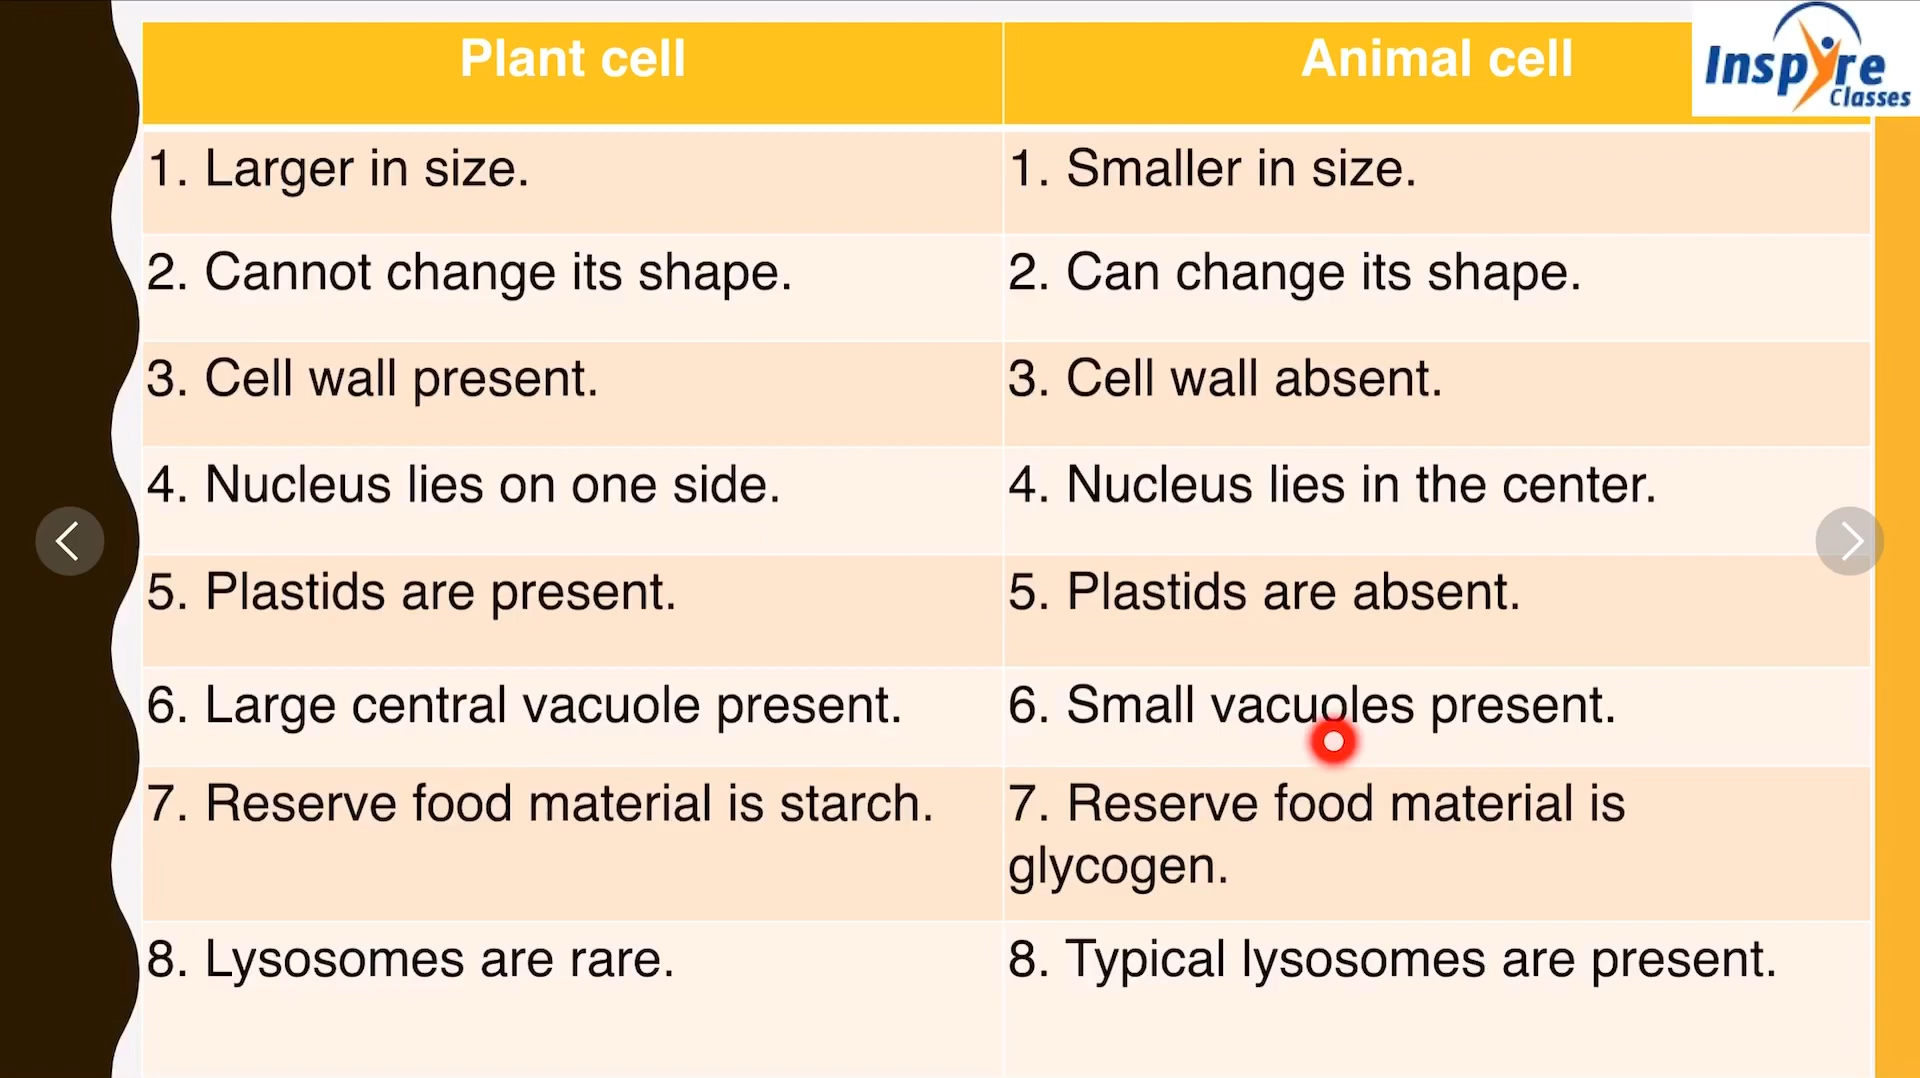 Plant cell
Animal cell
Inspyre
Classes
1. Larger in size.
1. Smaller in size.
2. Cannot change its shape.
2. Can change its shape.
3. Cell wall present.
3. Cell wall absent.
4. Nucleus lies on one side.
4. Nucleus lies in the center.
5. Plastids are present.
5. Plastids are absent.
6. Large central vacuole present.
6. Small vacuoles present.
7. Reserve food material is starch.
7. Reserve food material is
glycogen.
8. Lysosomes are rare.
8. Typical lysosomes are present.